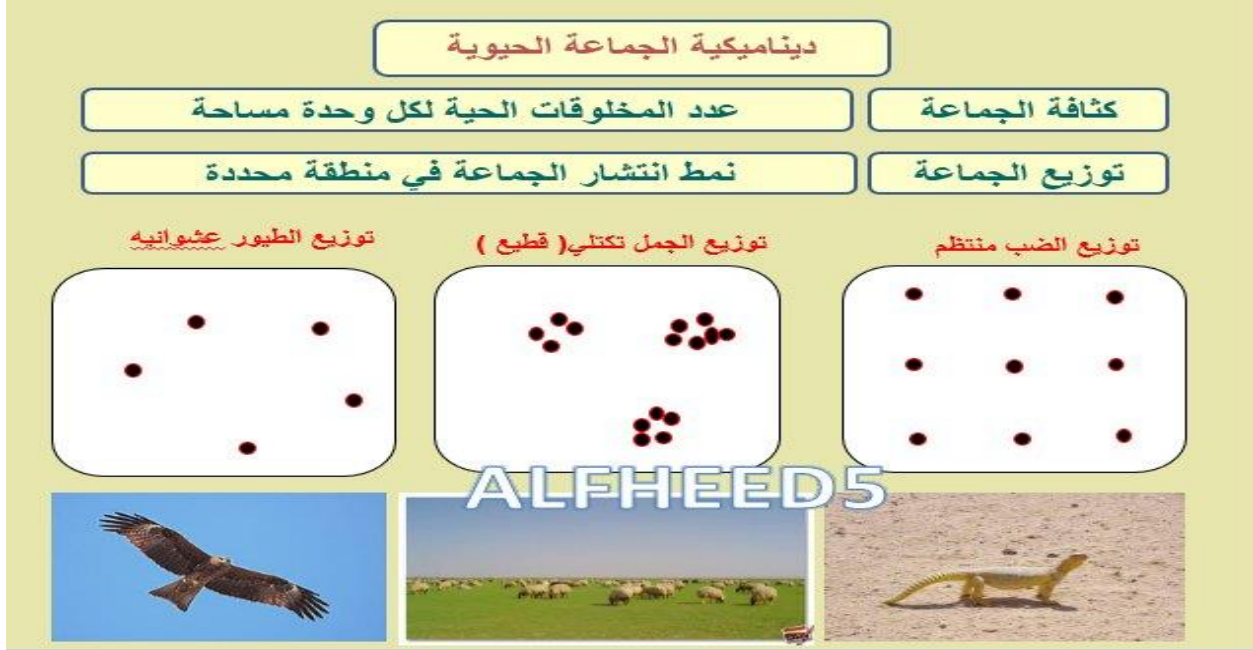 ديناميكية الجماعة الحيوية
كثافة الجماعة
عدد المخلوقات الحية لكل وحدة مساحة
توزيع الجماعة
نمط انتشار الجماعة في منطقة محددة
توزيع الضب منتظم
توزيع الجمل تكتلي( قطيع )
توزيع الطيور عشوانيه
ALFHEED5